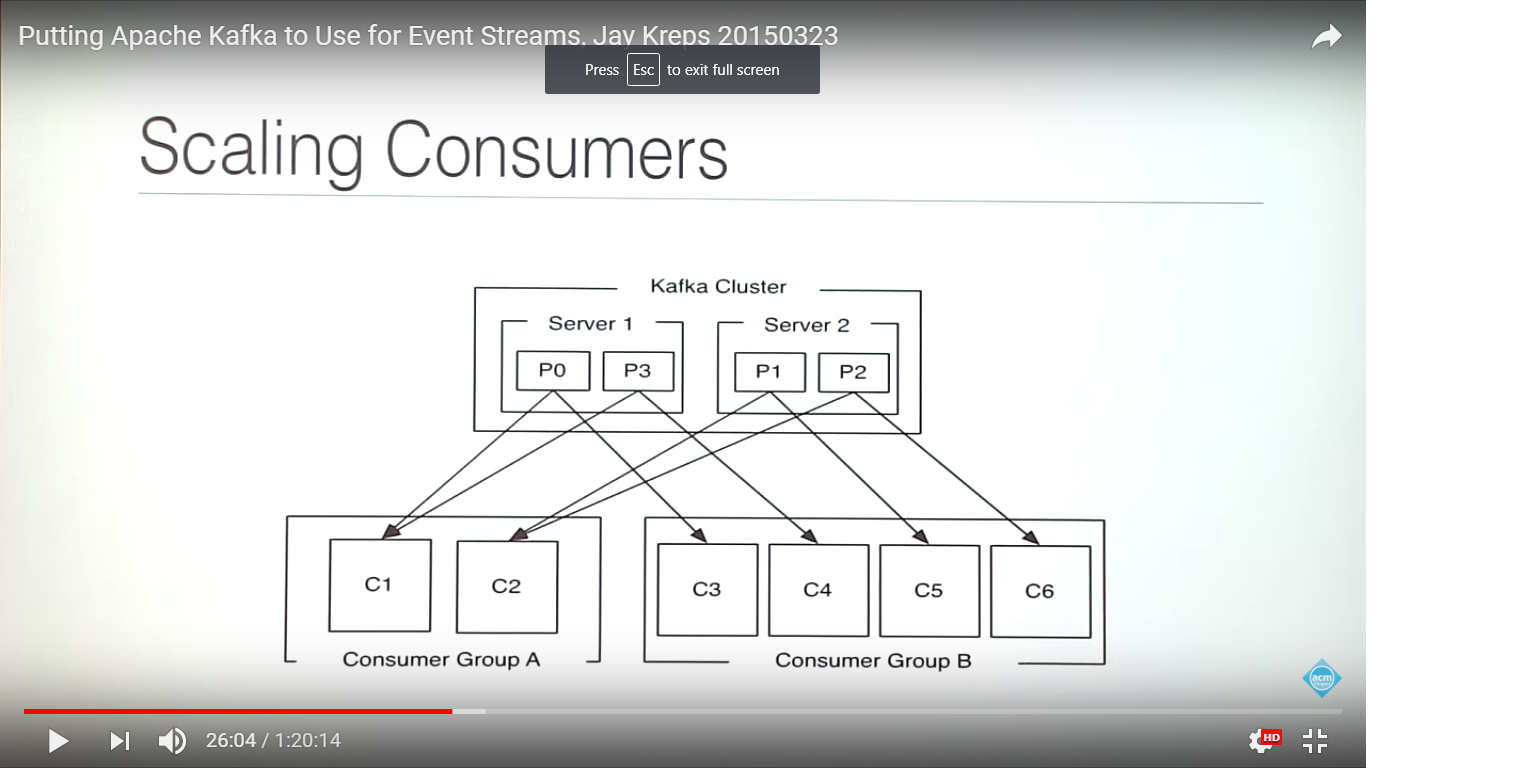 Putting Apache Kafka to Use for Event Streams, Jay Kreps 20150323
Press Esc to exit full screen
Scaling Consumers
Kafka Cluster
Server 1 Server 2
P0 P3 P1 P2
C1 C2 C3 C4 C5 C6
Consumer Group A Consumer Group B
acm
26:04 / 1:20:14 HD